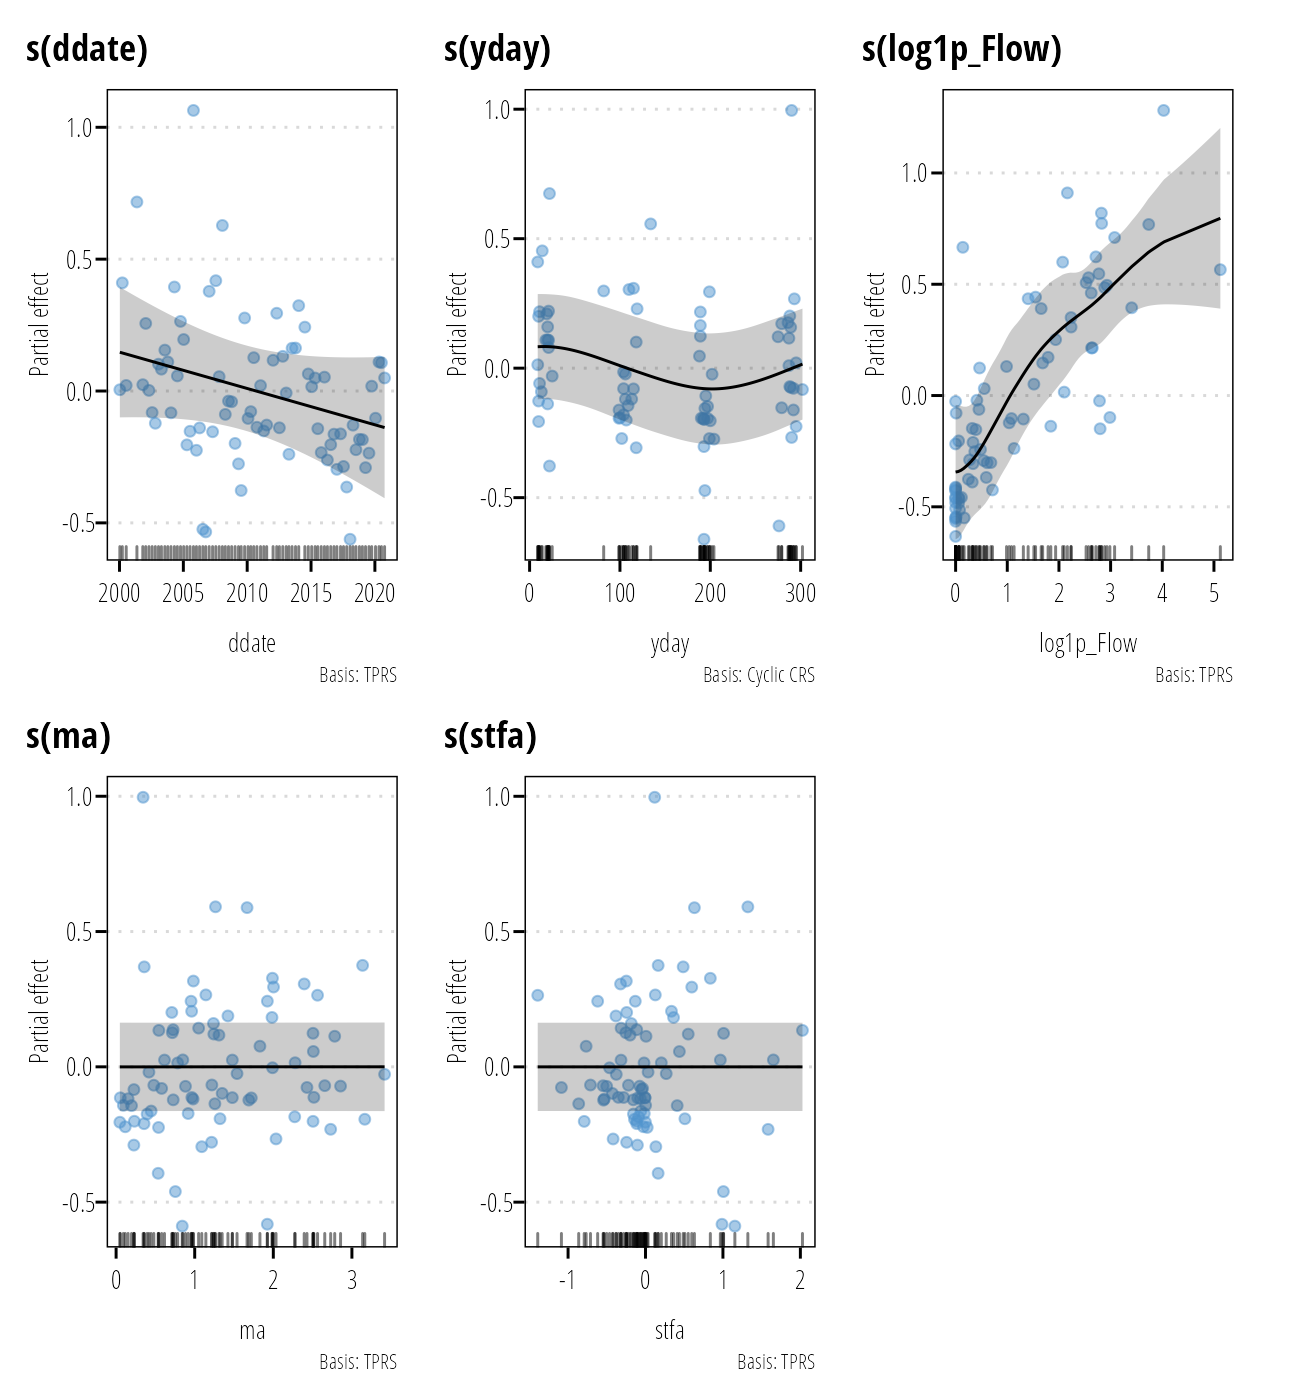 s(ddate) s(yday) s(log1p_Flow)
1.0 1.0 1.0
0.5 0.5 0.5
0.0 0.0 0.0
-0.5 -0.5 -0.5
Partial effect Partial effect Partial effect
2000 2005 2010 2015 2020 0 100 200 300 0 1 2 3 4 5
ddate yday log1p_Flow
Basis: TPRS Basis: Cyclic CRS Basis: TPRS
s(ma) s(stfa)
1.0 1.0
0.5 0.5
0.0 0.0
-0.5 -0.5
Partial effect Partial effect
0 1 2 3 -1 0 1 2
ma stfa
Basis: TPRS Basis: TPRS